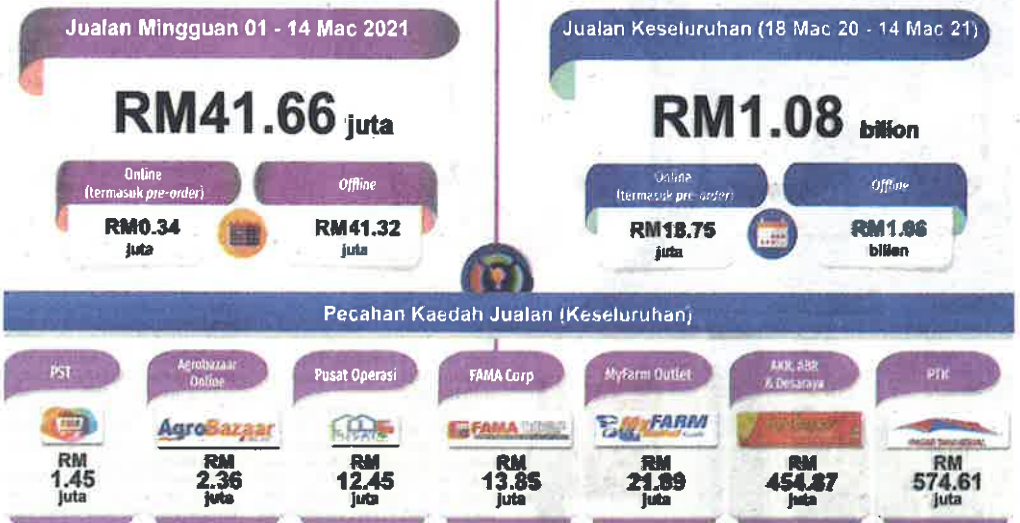 Jualan Mingguan 01 - 14 Mac 2021
RM41.66 juta
Online
(termasuk pre-order)
RM0.34
juta
Offline
RM41.32
juta
Jualan Keseluruhan (18 Mac 20 - 14 Mac 21)
RM1.08 bilion
Online
(termasuk pre-order)
RM18.75
juta
Offline
RM1.06
bilion
Pecahan Kaedah Jualan (Keseluruhan)
PST
RM
1.45
juta
Agrobazaar
Online
AgroBazaar
RM
2.36
juta
Pusat Operasi
RM
12.45
juta
FAMA Corp
FAMA
RM
13.85
juta
MyFarm Outlet
MyFARM
RM
21.89
juta
AKR, ABR
& Desaraya
RM
454.87
juta
PTK
RM
574.61
juta